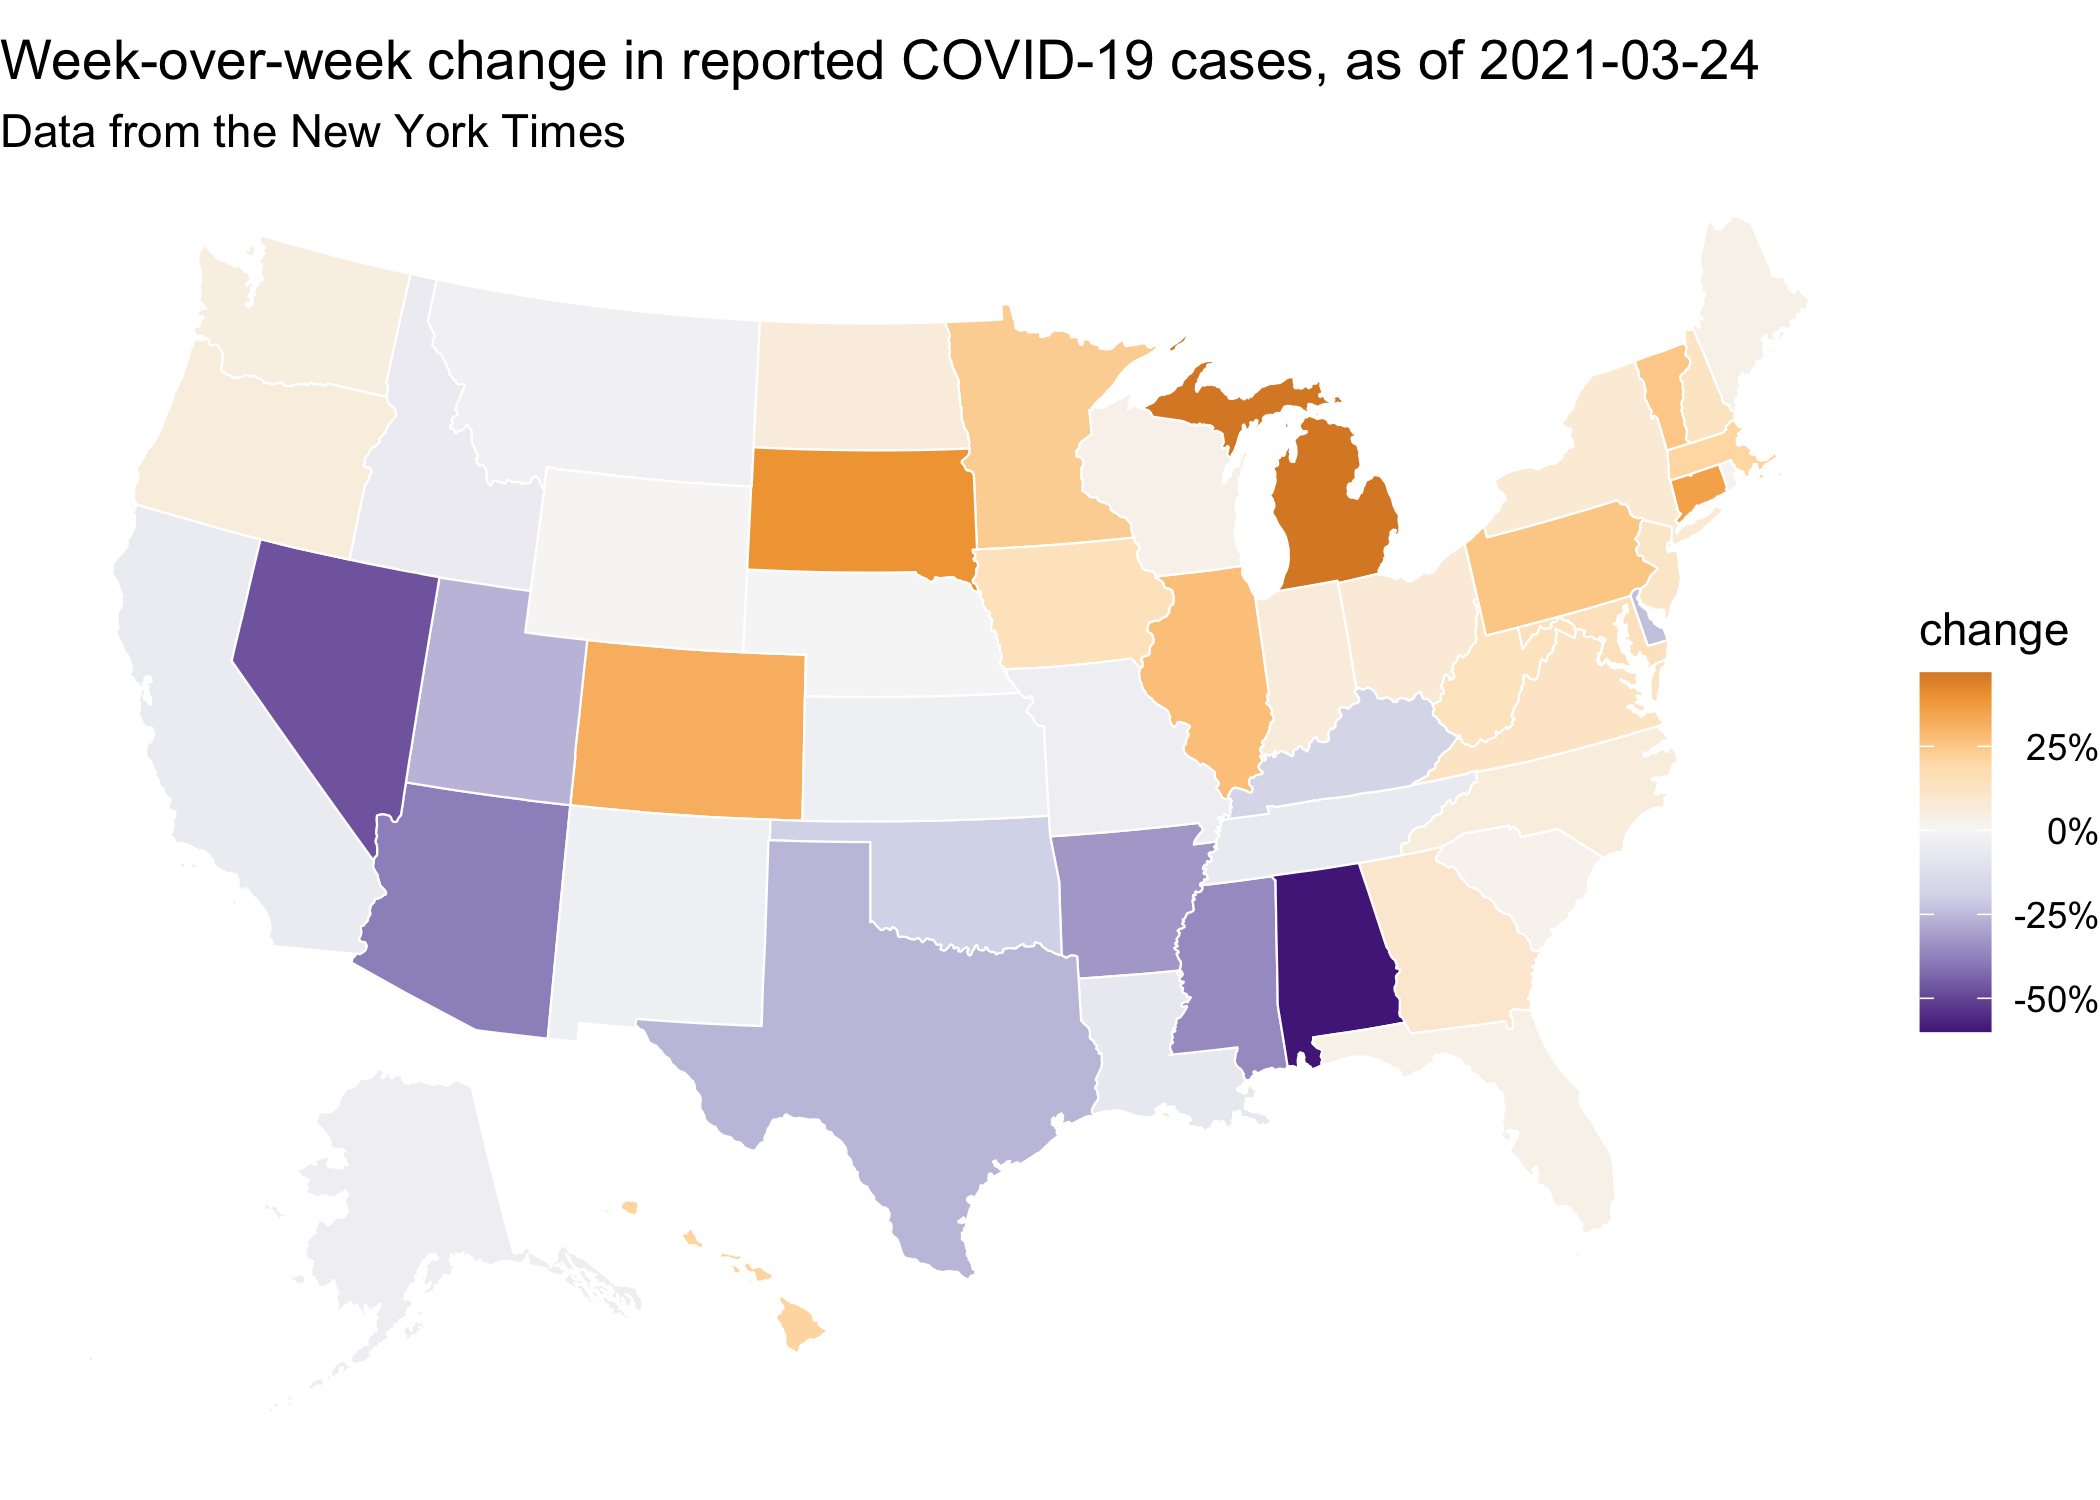 Week-over-week change in reported COVID-19 cases, as of 2021-03-24
Data from the New York Times
change
25%
0%
-25%
-50%